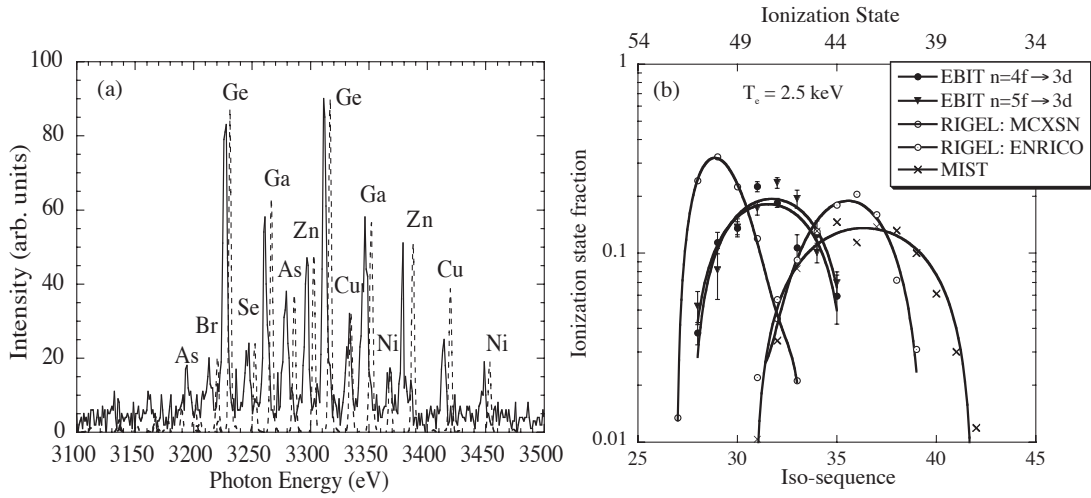 (a)
100
80
60
40
20
0
Intensity (arb. units)
3100 3150 3200 3250 3300 3350 3400 3450 3500
Photon Energy (eV)
As
Br
Ge
Se
Ga
As
Zn
Ge
Cu
Ga
Ni
Zn
Cu
Ni
Ionization State
54 49 44 39 34
(b)
T_e = 2.5 keV
EBIT n=4f→3d
EBIT n=5f→3d
RIGEL: MCXSN
RIGEL: ENRICO
MIST
1
0.1
0.01
Ionization state fraction
25 30 35 40 45
Iso-sequence